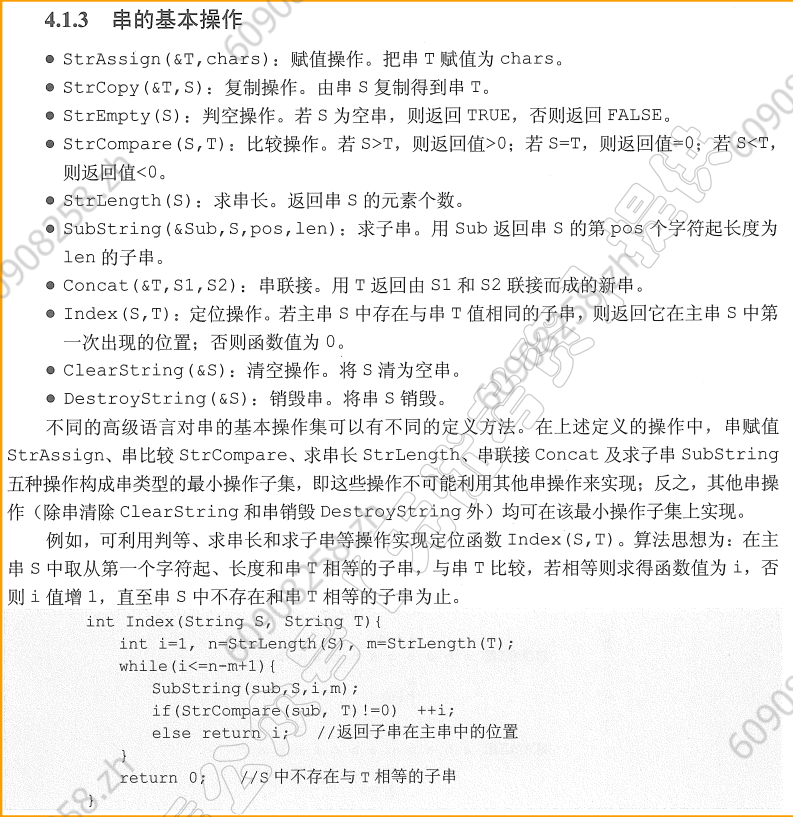 4.1.3 串的基本操作
● StrAssign(&T,chars)：赋值操作。把串 T 赋值为 chars。
● StrCopy(&T,S)：复制操作。由串 S 复制得到串 T。
● StrEmpty(S)：判空操作。若 S 为空串，则返回 TRUE，否则返回 FALSE。
● StrCompare(S,T)：比较操作。若 S>T，则返回值>0；若 S=T，则返回值=0；若 S<T，
则返回值<0。
● StrLength(S)：求串长。返回串 S 的元素个数。
● SubString(&Sub,S,pos,len)：求子串。用 Sub 返回串 S 的第 pos 个字符起长度为
len 的子串。
● Concat(&T,S1,S2)：串联接。用 T 返回由 S1 和 S2 联接而成的新串。
● Index(S,T)：定位操作。若主串 S 中存在与串 T 值相同的子串，则返回它在主串 S 中第
一次出现的位置；否则函数值为 0。
● ClearString(&S)：清空操作。将 S 清为空串。
● DestroyString(&S)：销毁串。将串 S 销毁。
不同的高级语言对串的基本操作集可以有不同的定义方法。在上述定义的操作中，串赋值
StrAssign、串比较 StrCompare、求串长 StrLength、串联接 Concat 及求子串 SubString
五种操作构成串类型的最小操作子集，即这些操作不可能利用其他串操作来实现；反之，其他串操
作（除串清除 ClearString 和串销毁 DestroyString 外）均可在该最小操作子集上实现。
例如，可利用判等、求串长和求子串等操作实现定位函数 Index(S,T)。算法思想为：在主
串 S 中取从第一个字符起、长度和串 T 相等的子串，与串 T 比较，若相等则求得函数值为 i，否
则 i 值增 1，直至串 S 中不存在和串 T 相等的子串为止。
int Index(String S, String T){
int i=1, n=StrLength(S), m=StrLength(T);
while(i<=n-m+1){
SubString(sub,S,i,m);
if(StrCompare(sub, T)!=0) ++i;
else return i; //返回子串在主串中的位置
}
return 0; //S中不存在与T相等的子串
}